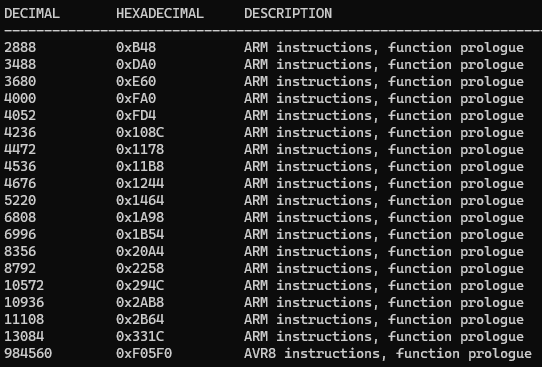 DECIMAL HEXADECIMAL DESCRIPTION
--------------------------------------------------------------------------------
2888 0xB48 ARM instructions, function prologue
3488 0xDA0 ARM instructions, function prologue
3680 0xE60 ARM instructions, function prologue
4000 0xFA0 ARM instructions, function prologue
4052 0xFD4 ARM instructions, function prologue
4236 0x108C ARM instructions, function prologue
4472 0x1178 ARM instructions, function prologue
4536 0x11B8 ARM instructions, function prologue
4676 0x1244 ARM instructions, function prologue
5220 0x1464 ARM instructions, function prologue
6808 0x1A98 ARM instructions, function prologue
6996 0x1B54 ARM instructions, function prologue
8356 0x20A4 ARM instructions, function prologue
8792 0x2258 ARM instructions, function prologue
10572 0x294C ARM instructions, function prologue
10936 0x2AB8 ARM instructions, function prologue
11108 0x2B64 ARM instructions, function prologue
13084 0x331C ARM instructions, function prologue
984560 0xF05F0 AVR8 instructions, function prologue